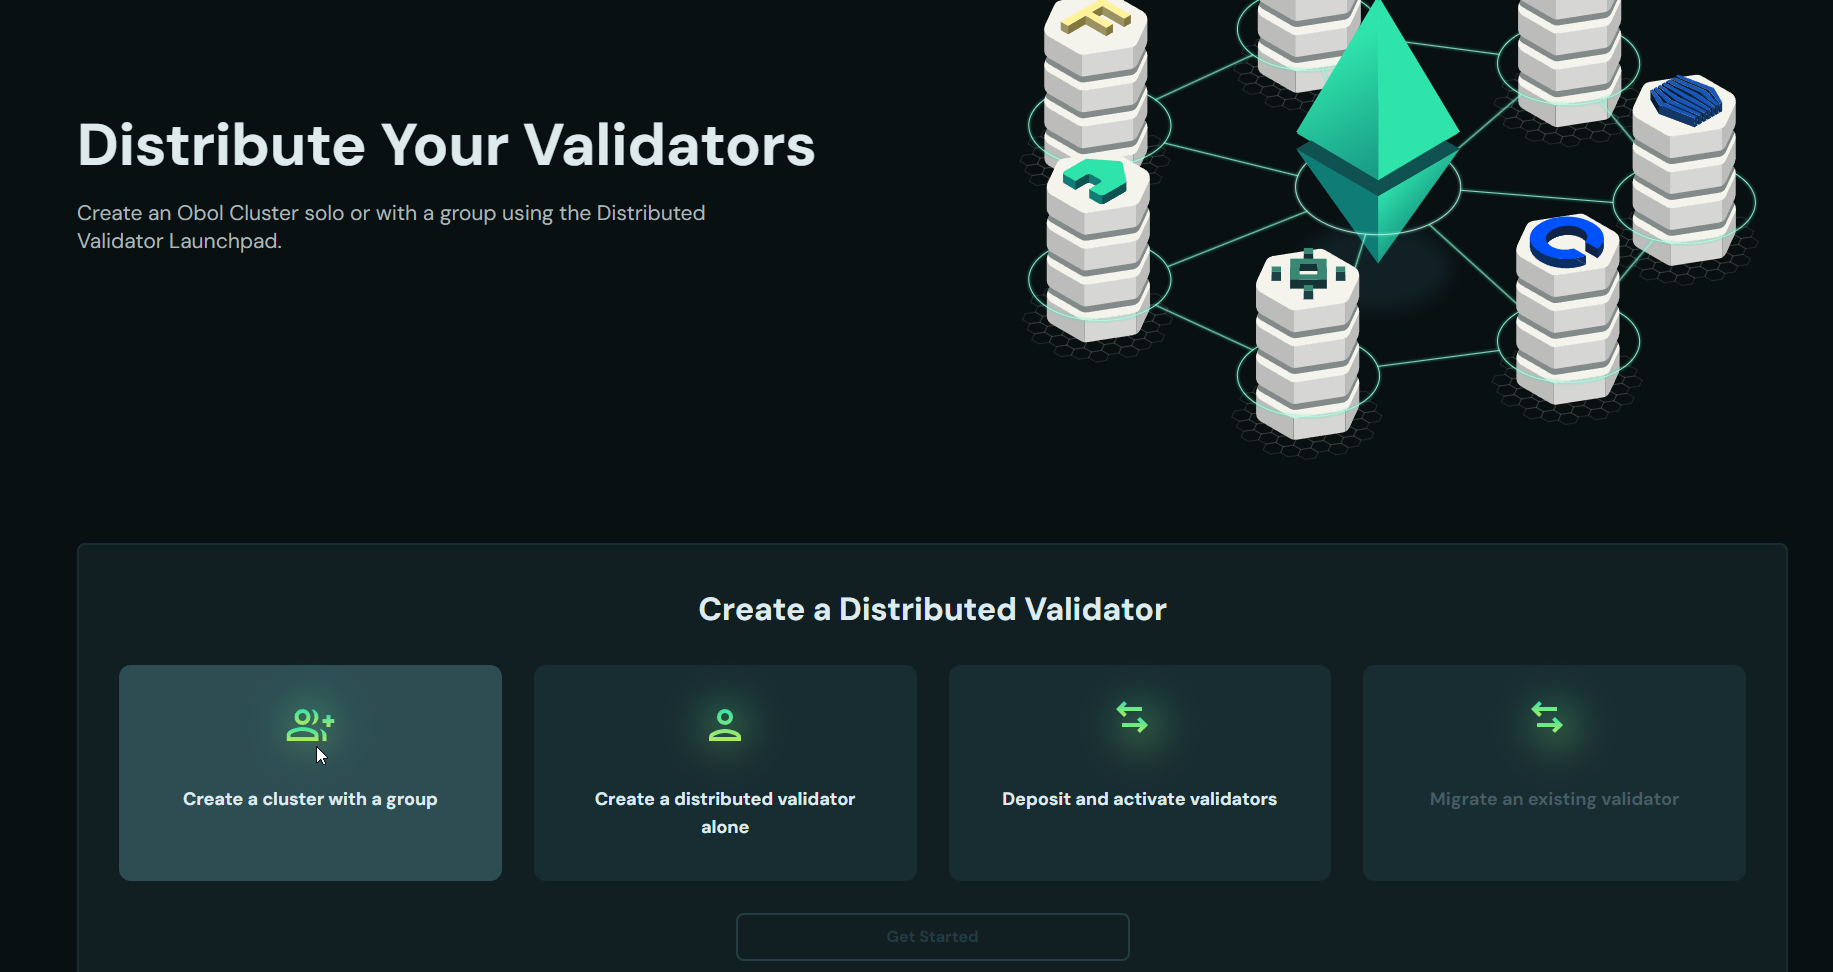 Distribute Your Validators
Create an Obol Cluster solo or with a group using the Distributed
Validator Launchpad.
Create a Distributed Validator
Create a cluster with a group
Create a distributed validator
alone
Deposit and activate validators
Migrate an existing validator
Get Started